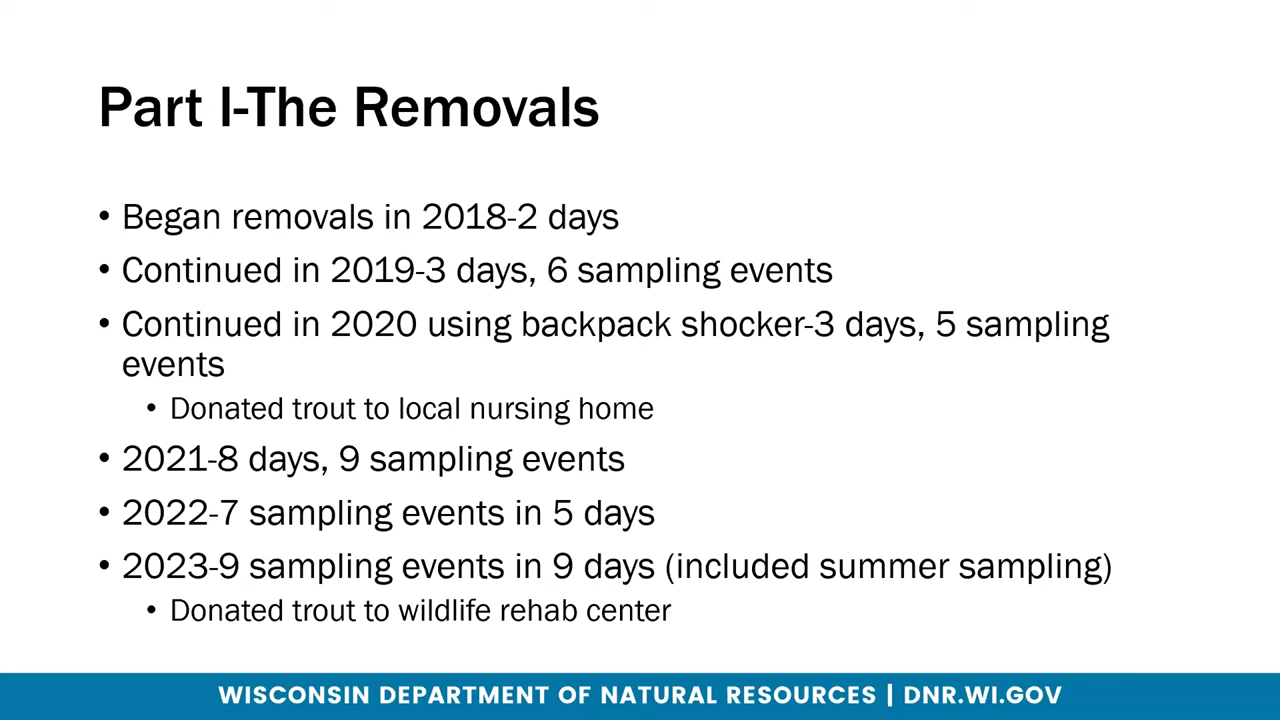 Part I-The Removals
• Began removals in 2018-2 days
• Continued in 2019-3 days, 6 sampling events
• Continued in 2020 using backpack shocker-3 days, 5 sampling
events
• Donated trout to local nursing home
• 2021-8 days, 9 sampling events
• 2022-7 sampling events in 5 days
• 2023-9 sampling events in 9 days (included summer sampling)
• Donated trout to wildlife rehab center
WISCONSIN DEPARTMENT OF NATURAL RESOURCES | DNR.WI.GOV